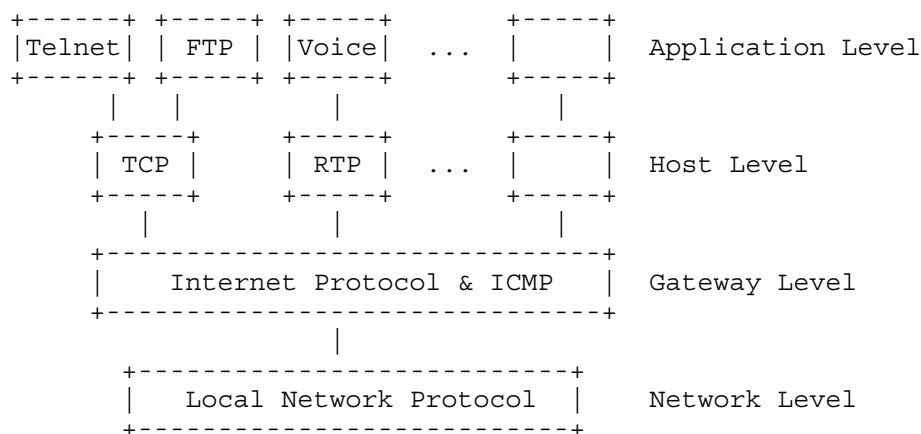 +------+ +-----+ +-----+       +-----+
|Telnet| | FTP | |Voice|  ...  |     |  Application Level
+------+ +-----+ +-----+       +-----+
      |   |         |             |
     +-----+     +-----+       +-----+
     | TCP |     | RTP |  ...  |     |  Host Level
     +-----+     +-----+       +-----+
        |           |             |
     +-------------------------------+
     |    Internet Protocol & ICMP   |  Gateway Level
     +-------------------------------+
                    |
       +---------------------------+
       |   Local Network Protocol  |    Network Level
       +---------------------------+